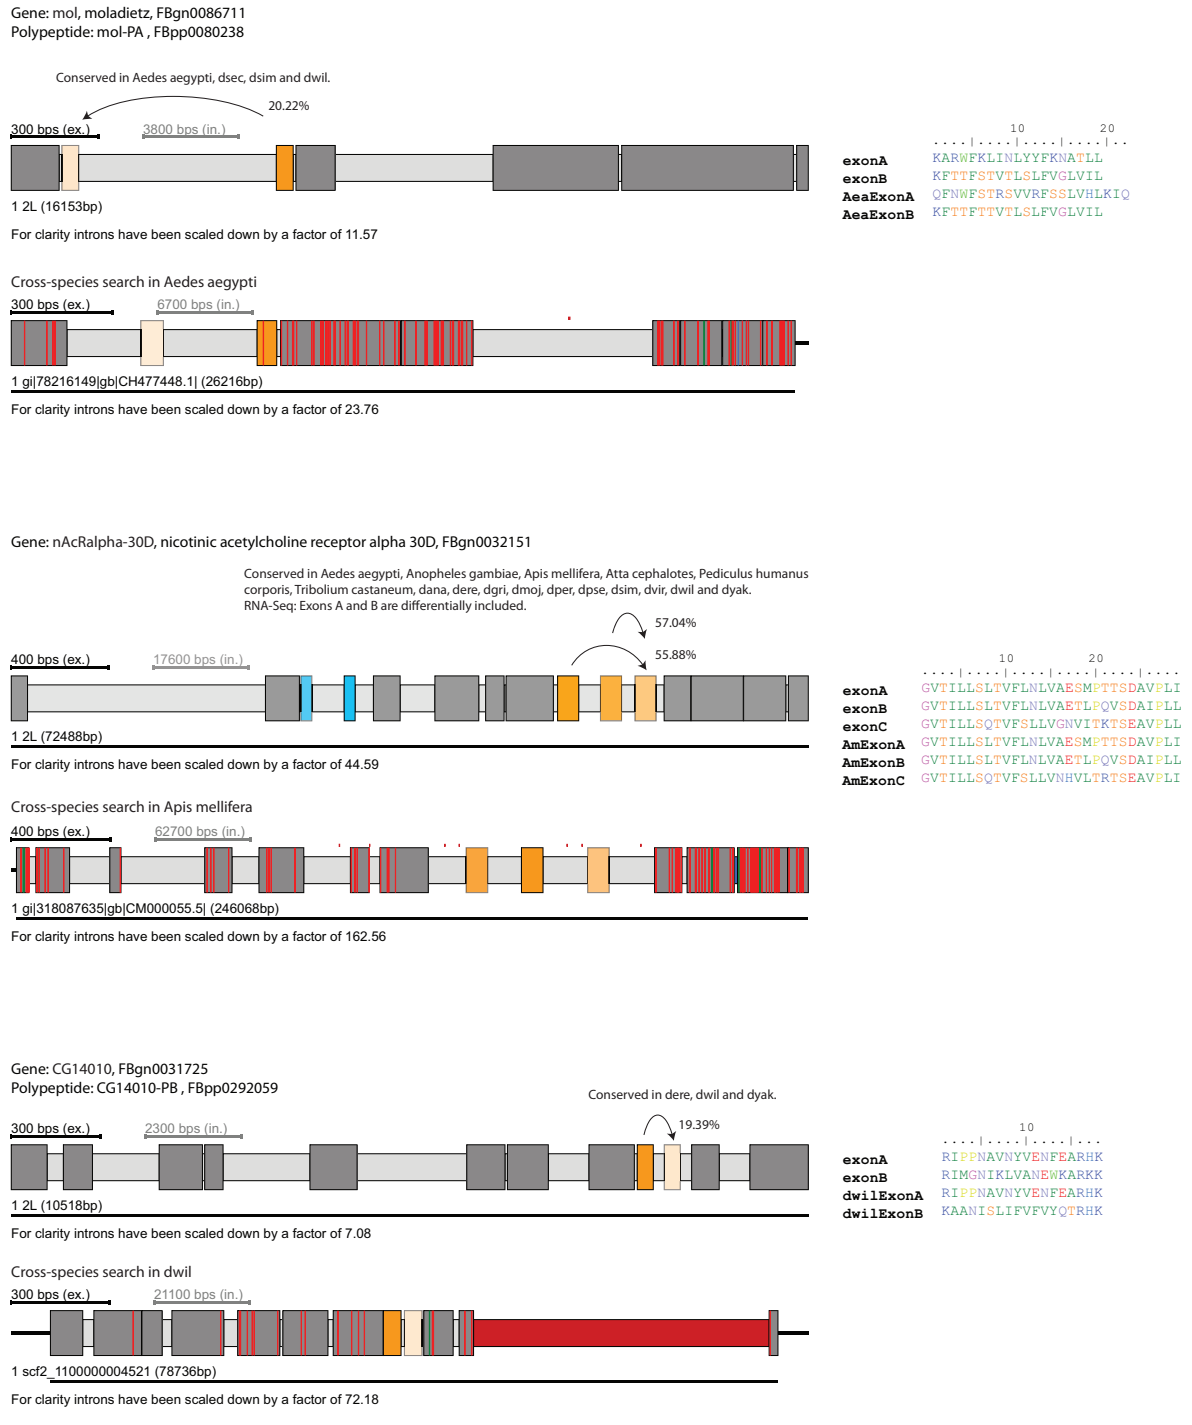 Gene: mol, moladietz, FBgn0086711
Polypeptide: mol-PA , FBpp0080238
Conserved in Aedes aegypti, dsec, dsim and dwil.
20.22%
300 bps (ex.)
3800 bps (in.)
1 2L (16153bp)
For clarity introns have been scaled down by a factor of 11.57
10 20
exonA KARWFKLINLYYFKNATLL
exonB KFTTFSTVTLSLFVGLVIL
AeaExonA QFNWFSTRSVVRFSSLVHLKIQ
AeaExonB KFTTFTTVTLSLFVGLVIL
Cross-species search in Aedes aegypti
300 bps (ex.)
6700 bps (in.)
1 gi|78216149|gb|CH477448.1| (26216bp)
For clarity introns have been scaled down by a factor of 23.76
Gene: nAcRalpha-30D, nicotinic acetylcholine receptor alpha 30D, FBgn0032151
Conserved in Aedes aegypti, Anopheles gambiae, Apis mellifera, Atta cephalotes, Pediculus humanus
corporis, Tribolium castaneum, dana, dere, dgri, dmoj, dper, dpse, dsim, dvir, dwil and dyak.
RNA-Seq: Exons A and B are differentially included.
57.04%
55.88%
400 bps (ex.)
17600 bps (in.)
1 2L (72488bp)
For clarity introns have been scaled down by a factor of 44.59
10 20
exonA GVTILLSLTVFLNLVAESMPTTSDAVPLI
exonB GVTILLSLTVFLNLVAETLPQVSDAIPLL
exonC GVTILLSQTVFSLLVGNVITKTSEAVPLL
AmExonA GVTILLSLTVFLNLVAESMPTTSDAVPLI
AmExonB GVTILLSLTVFLNLVAETLPQVSDAIPLL
AmExonC GVTILLSQTVFSLLVNHVLTRTSEAVPLI
Cross-species search in Apis mellifera
400 bps (ex.)
62700 bps (in.)
1 gi|318087635|gb|CM000055.5| (246068bp)
For clarity introns have been scaled down by a factor of 162.56
Gene: CG14010, FBgn0031725
Polypeptide: CG14010-PB , FBpp0292059
Conserved in dere, dwil and dyak.
19.39%
300 bps (ex.)
2300 bps (in.)
1 2L (10518bp)
For clarity introns have been scaled down by a factor of 7.08
10
exonA RIPPNAVNYVENFEARHK
exonB RIMGNIKLVANEWKARKK
dwilExonA RIPPNAVNYVENFEARHK
dwilExonB KAANISLIFVFVYQTRHK
Cross-species search in dwil
300 bps (ex.)
21100 bps (in.)
1 scf2_1100000004521 (78736bp)
For clarity introns have been scaled down by a factor of 72.18